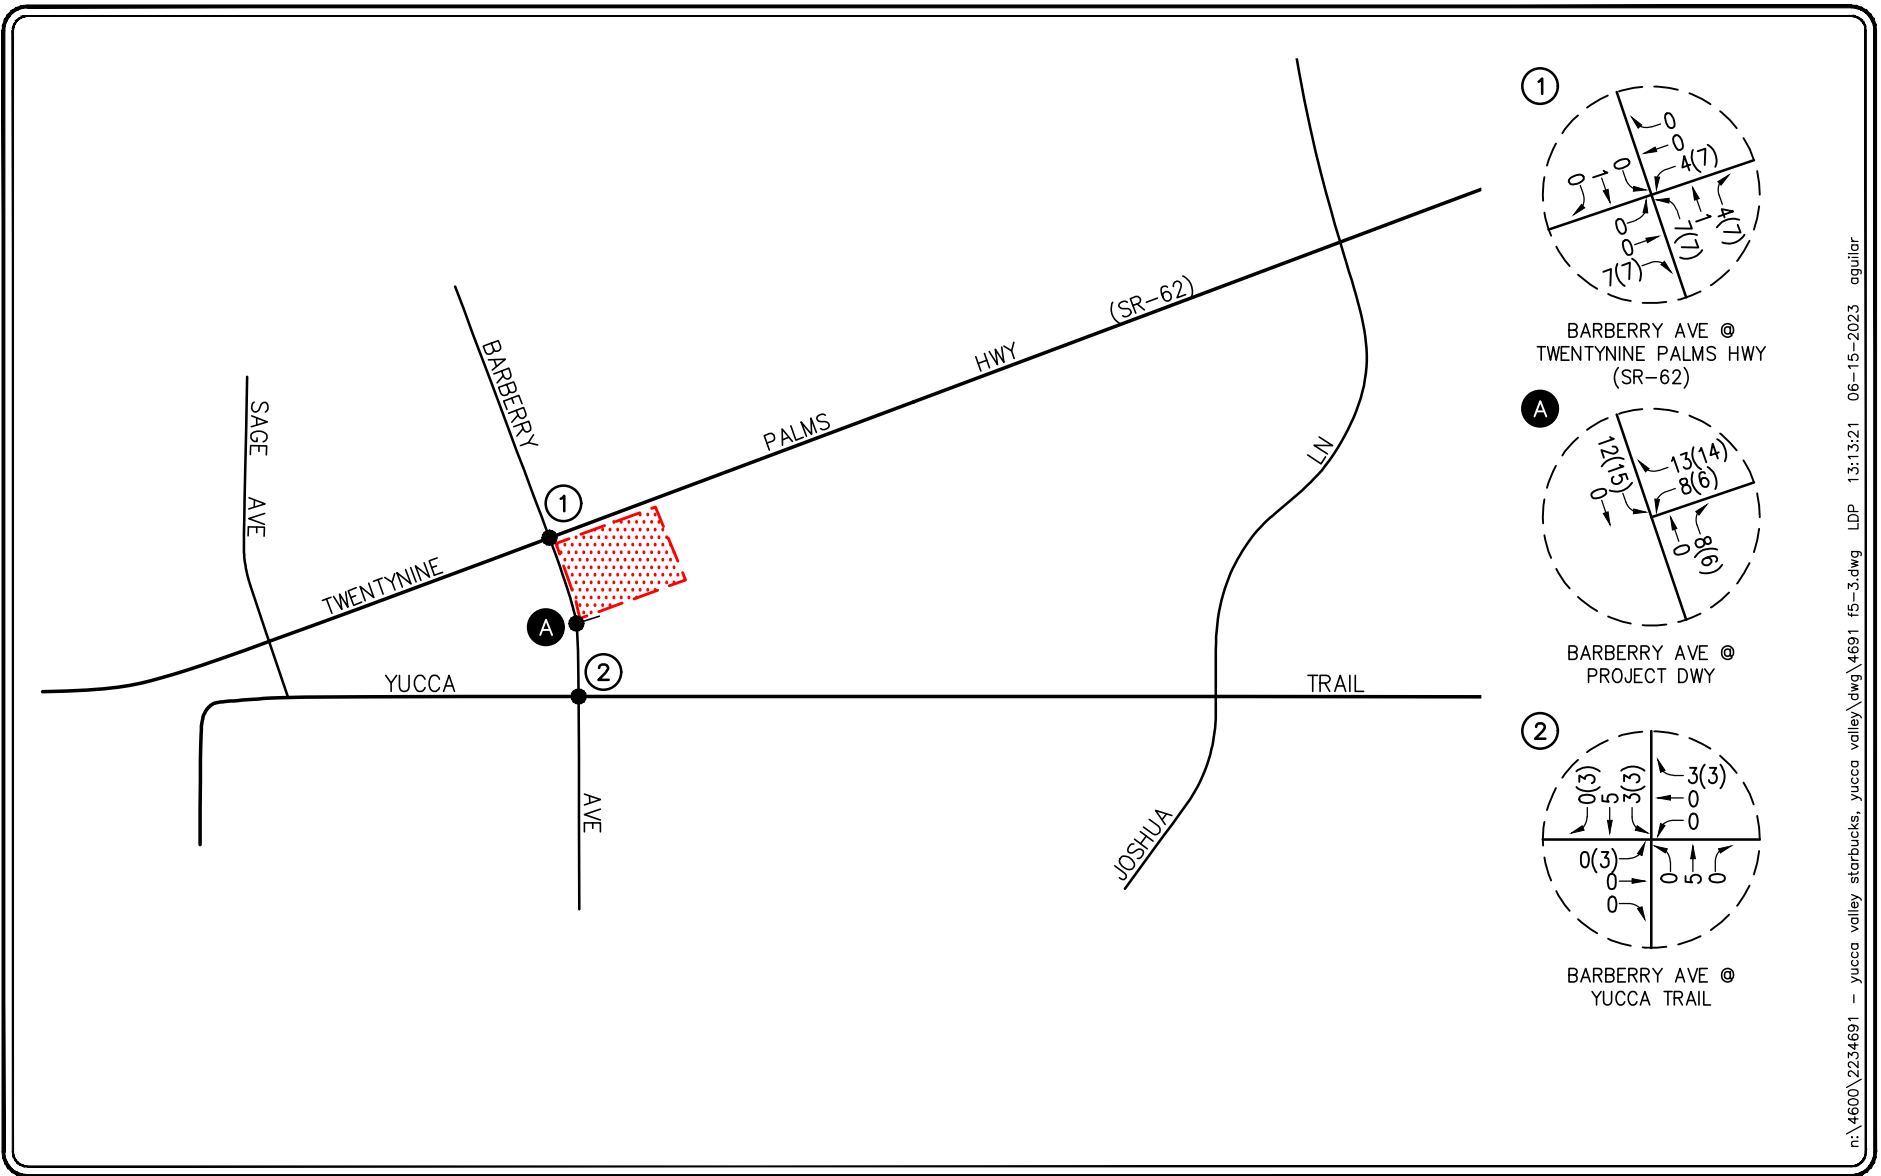 SAGE AVE
BARBERRY
AVE
TWENTYNINE PALMS HWY (SR-62)
JOSHUA LN
YUCCA TRAIL
1
A
2
1
0
0
4(7)
0
1
0
4(7)
1
7(7)
0
0
7(7)
BARBERRY AVE @
TWENTYNINE PALMS HWY
(SR-62)
A
12(15)
0
13(14)
8(6)
0
8(6)
BARBERRY AVE @
PROJECT DWY
2
0(3)
5
3(3)
3(3)
0
0
0(3)
0
0
0
5
0
BARBERRY AVE @
YUCCA TRAIL
n:\4600\2234691 - yucca valley starbucks, yucca valley\dwg\4691 f5-3.dwg LDP 13:13:21 06-15-2023 aguilar